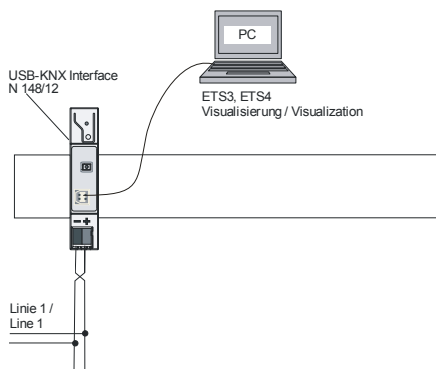 PC
USB-KNX Interface
N 148/12
ETS3, ETS4
Visualisierung / Visualization
- +
Linie 1 /
Line 1